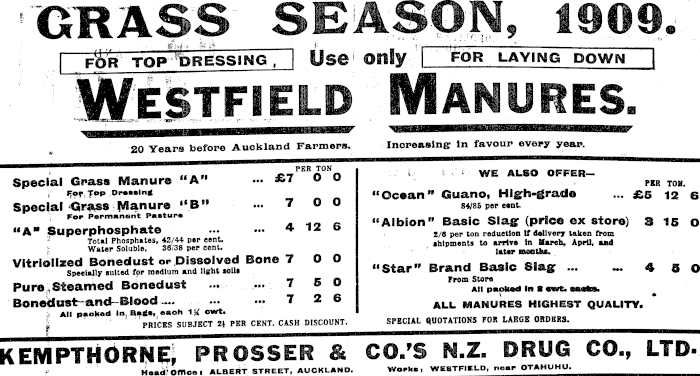 GRASS SEASON, 1909.
FOR TOP DRESSING, Use only FOR LAYING DOWN
WESTFIELD MANURES.
20 Years before Auckland Farmers. Increasing in favour every year.
PER TON
Special Grass Manure "A" ... £7 0 0
For Top Dressing
Special Grass Manure "B" ... 7 0 0
For Permanent Pasture
"A" Superphosphate ... ... 4 12 6
Total Phosphates, 42/44 per cent.
Water Soluble, 36/38 per cent.
Vitriolized Bonedust or Dissolved Bone 7 0 0
Specially suited for medium and light soils
Pure Steamed Bonedust ... 7 5 0
Bonedust and Blood .... ... ... 7 2 6
All packed in Bags, each 1¼ cwt.
PRICES SUBJECT 2½ PER CENT. CASH DISCOUNT.
WE ALSO OFFER—
PER TON.
"Ocean" Guano, High-grade ... £5 12 6
84/85 per cent.
"Albion" Basic Slag (price ex store) 3 15 0
2/6 per ton reduction if delivery taken from
shipments to arrive in March, April, and
later months.
"Star" Brand Basic Slag ... ... 4 5 0
From Store
All packed in 2 cwt. sacks.
ALL MANURES HIGHEST QUALITY.
SPECIAL QUOTATIONS FOR LARGE ORDERS.
KEMPTHORNE, PROSSER & CO.'S N.Z. DRUG CO., LTD.
Head Office: ALBERT STREET, AUCKLAND. Works: WESTFIELD, near OTAHUHU.